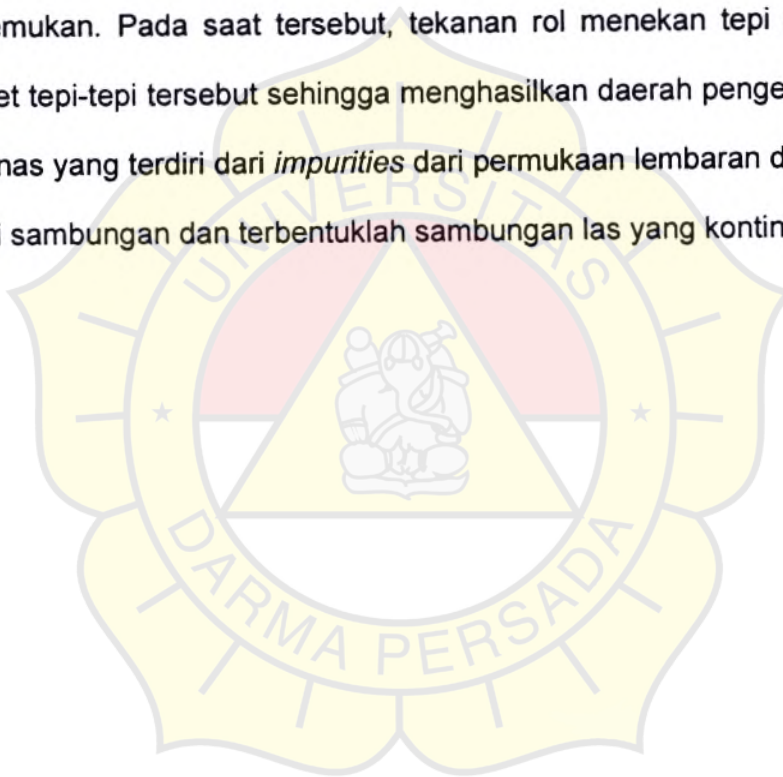 emukan. Pada saat tersebut, tekanan rol menekan tepi
et tepi-tepi tersebut sehingga menghasilkan daerah penge
nas yang terdiri dari impurities dari permukaan lembaran d
i sambungan dan terbentuklah sambungan las yang kontin
UNIVERSITAS
DARMA PERSADA